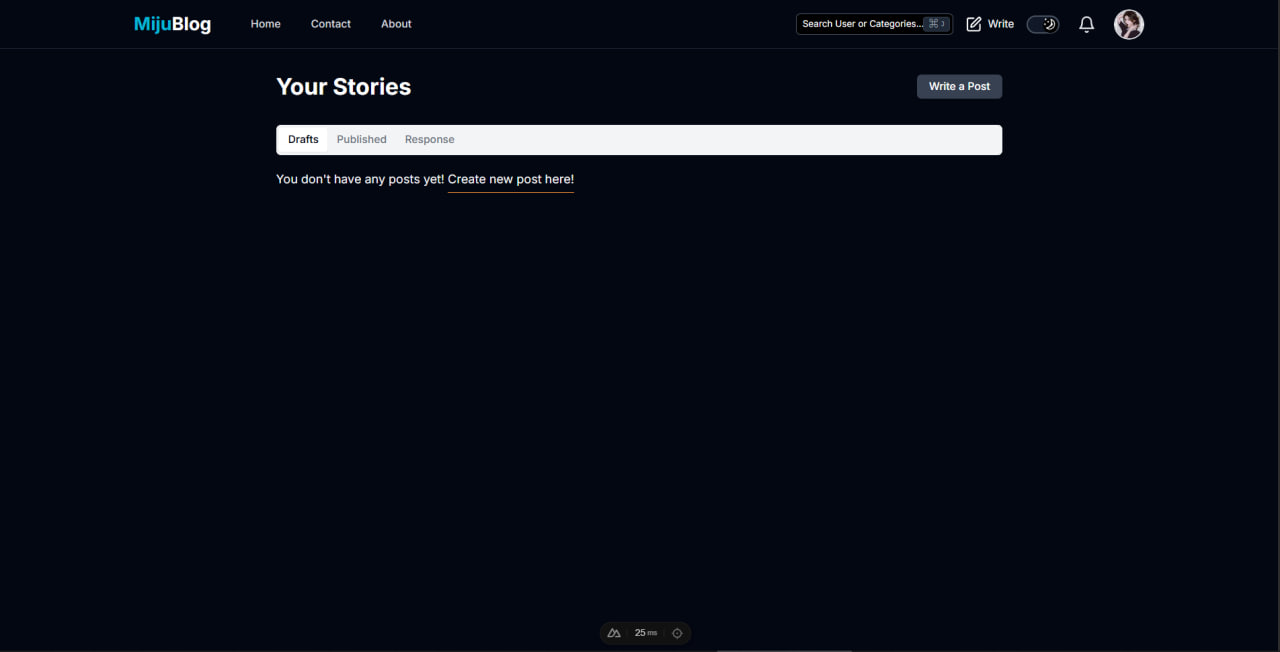 MijuBlog Home Contact About Search User or Categories... ⌘ Write
Your Stories Write a Post
Drafts Published Response
You don't have any posts yet! Create new post here!
25 ms